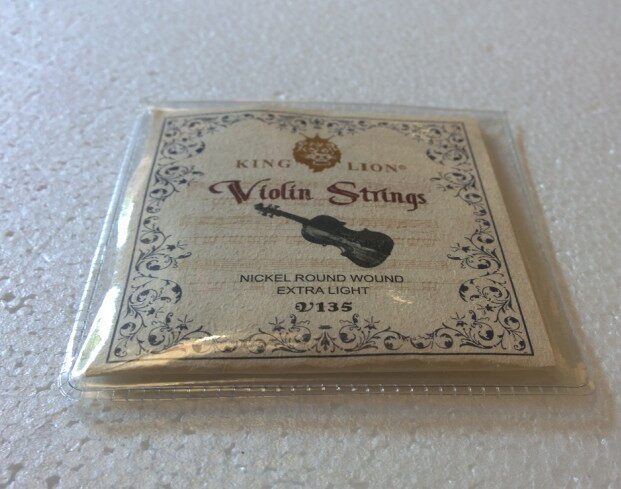 KING LION®
Violin Strings
NICKEL ROUND WOUND
EXTRA LIGHT
V135